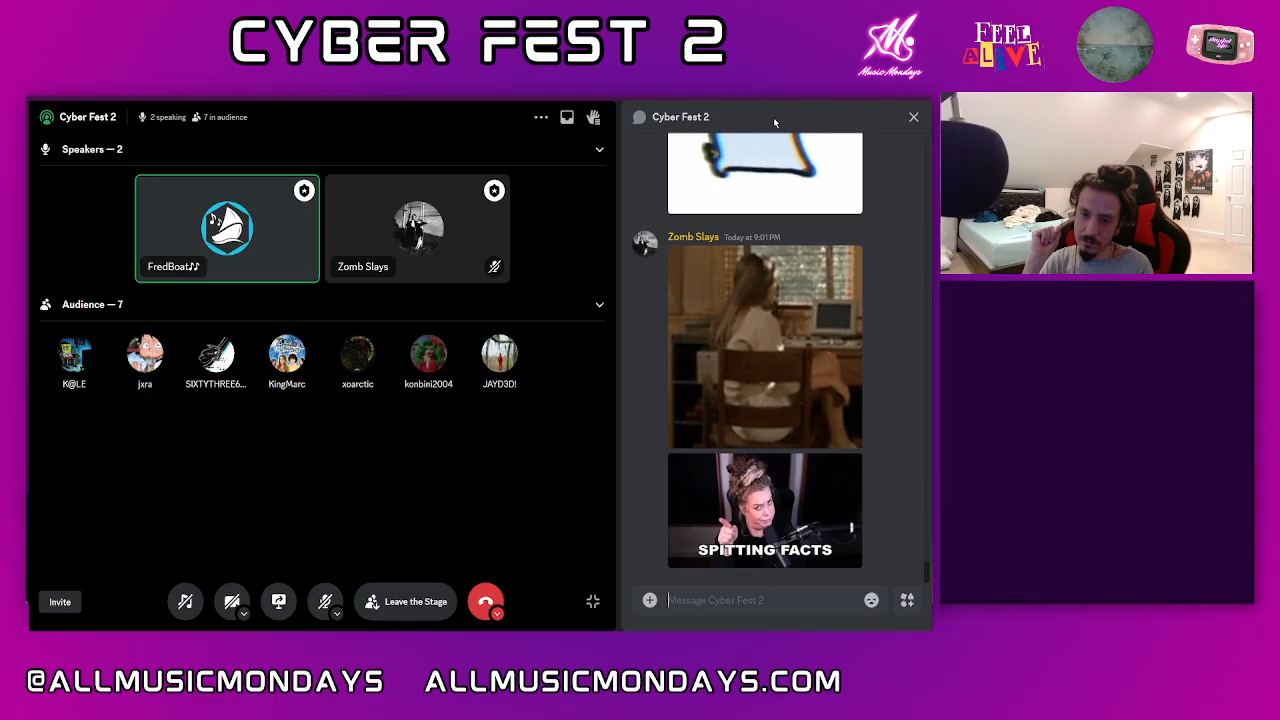 CYBER FEST 2
Music Mondays
FEEL
ALIVE
Cyber Fest 2
2 speaking
7 in audience
Speakers — 2
FredBoat♪♪
Zomb Slays
Audience — 7
K@LE
jxra
SIXTYTHREE6...
KingMarc
xoarctic
konbini2004
JAYD3D!
Invite
Leave the Stage
Cyber Fest 2
Zomb Slays Today at 9:01 PM
SPITTING FACTS
Message Cyber Fest 2
@ALLMUSICMONDAYS ALLMUSICMONDAYS.COM